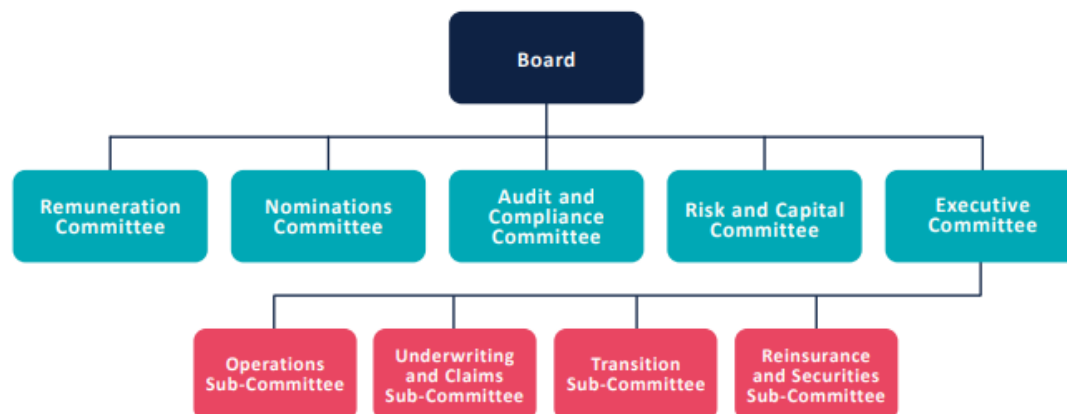 Board
Remuneration
Committee
Nominations
Committee
Audit and
Compliance
Committee
Risk and Capital
Committee
Executive
Committee
Operations
Sub-Committee
Underwriting
and Claims
Sub-Committee
Transition
Sub-Committee
Reinsurance
and Securities
Sub-Committee